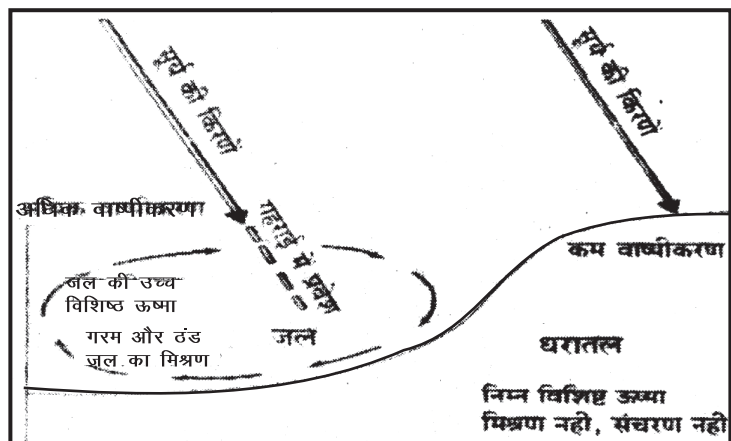 सूर्य की किरणें
सूर्य की किरणें
अधिक वाष्पीकरण
गहराई में प्रवेश
कम वाष्पीकरण
जल की उच्च
विशिष्ठ ऊष्मा
गरम और ठंड
जल का मिश्रण
जल
धरातल
निम्न विशिष्ट ऊष्मा
मिश्रण नही, संचरण नही